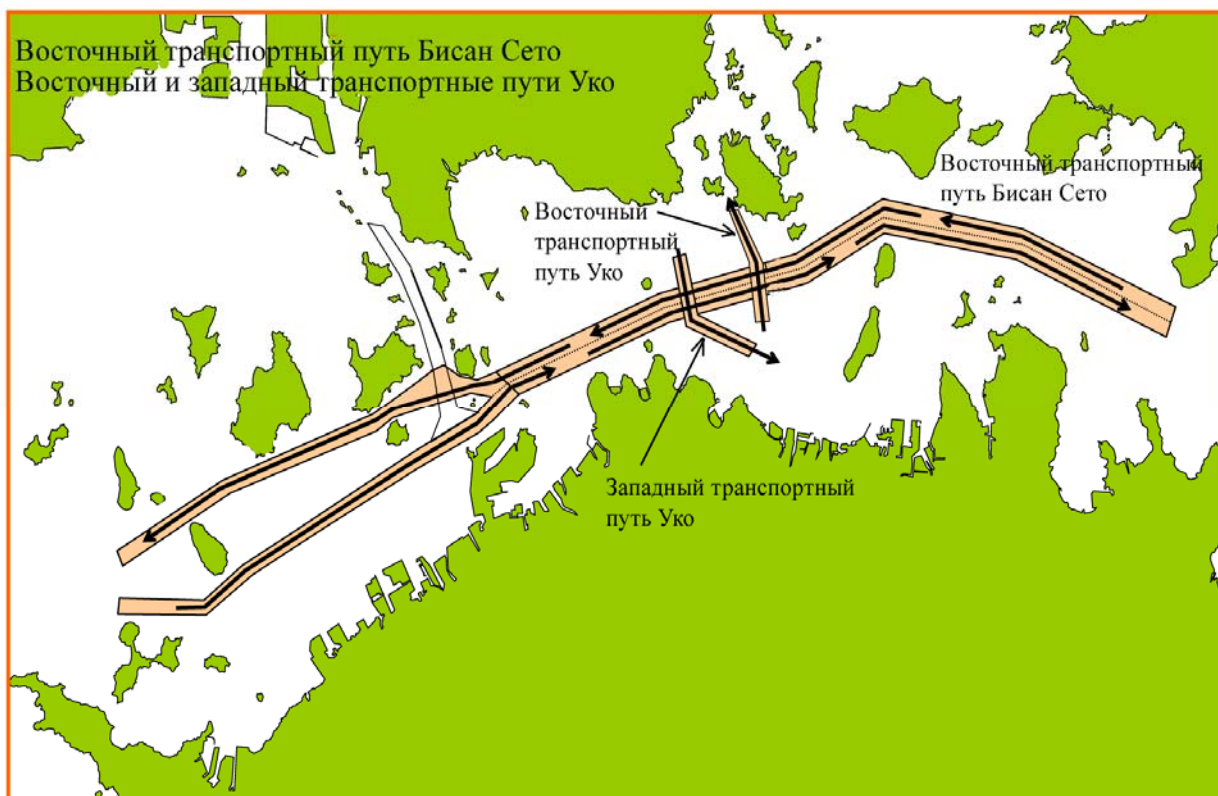 Восточный транспортный путь Бисан Сето
Восточный и западный транспортные пути Уко
Восточный транспортный
путь Бисан Сето
Восточный
транспортный
путь Уко
Западный транспортный
путь Уко